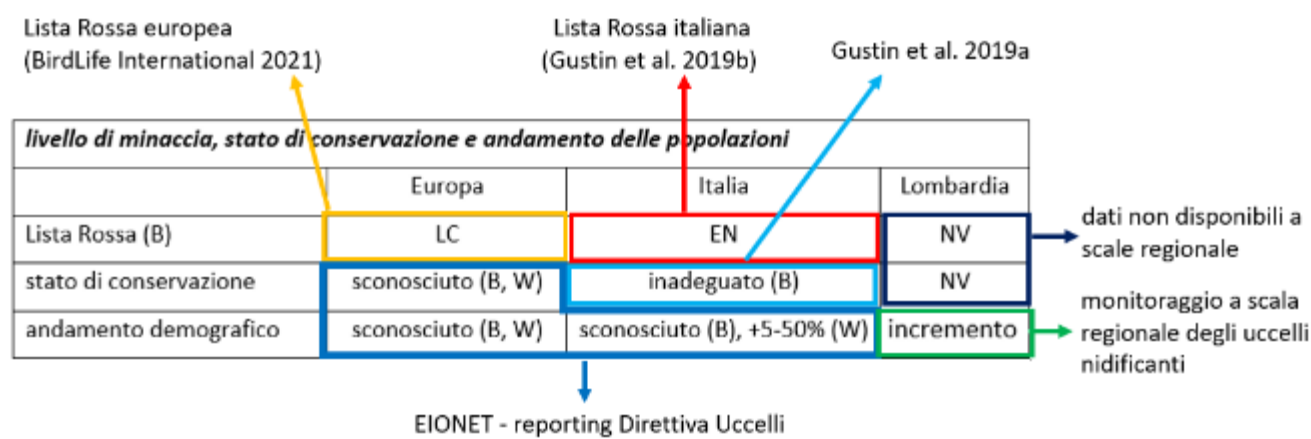 Lista Rossa europea
(BirdLife International 2021)
Lista Rossa italiana
(Gustin et al. 2019b)
Gustin et al. 2019a
livello di minaccia, stato di conservazione e andamento delle popolazioni
Europa Italia Lombardia
Lista Rossa (B) LC EN NV
stato di conservazione sconosciuto (B, W) inadeguato (B) NV
andamento demografico sconosciuto (B, W) sconosciuto (B), +5-50% (W) incremento
dati non disponibili a
scale regionale
monitoraggio a scala
regionale degli uccelli
nidificanti
EIONET - reporting Direttiva Uccelli